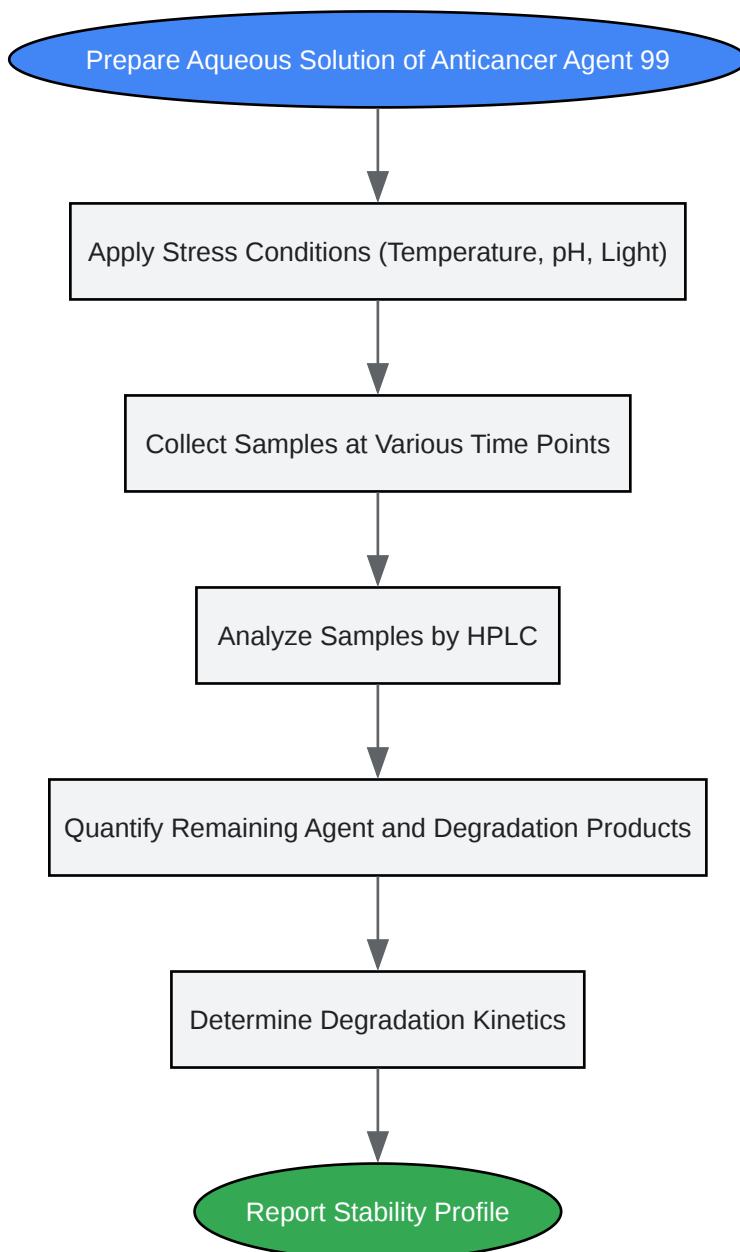 Prepare Aqueous Solution of Anticancer Agent 99
Apply Stress Conditions (Temperature, pH, Light)
Collect Samples at Various Time Points
Analyze Samples by HPLC
Quantify Remaining Agent and Degradation Products
Determine Degradation Kinetics
Report Stability Profile